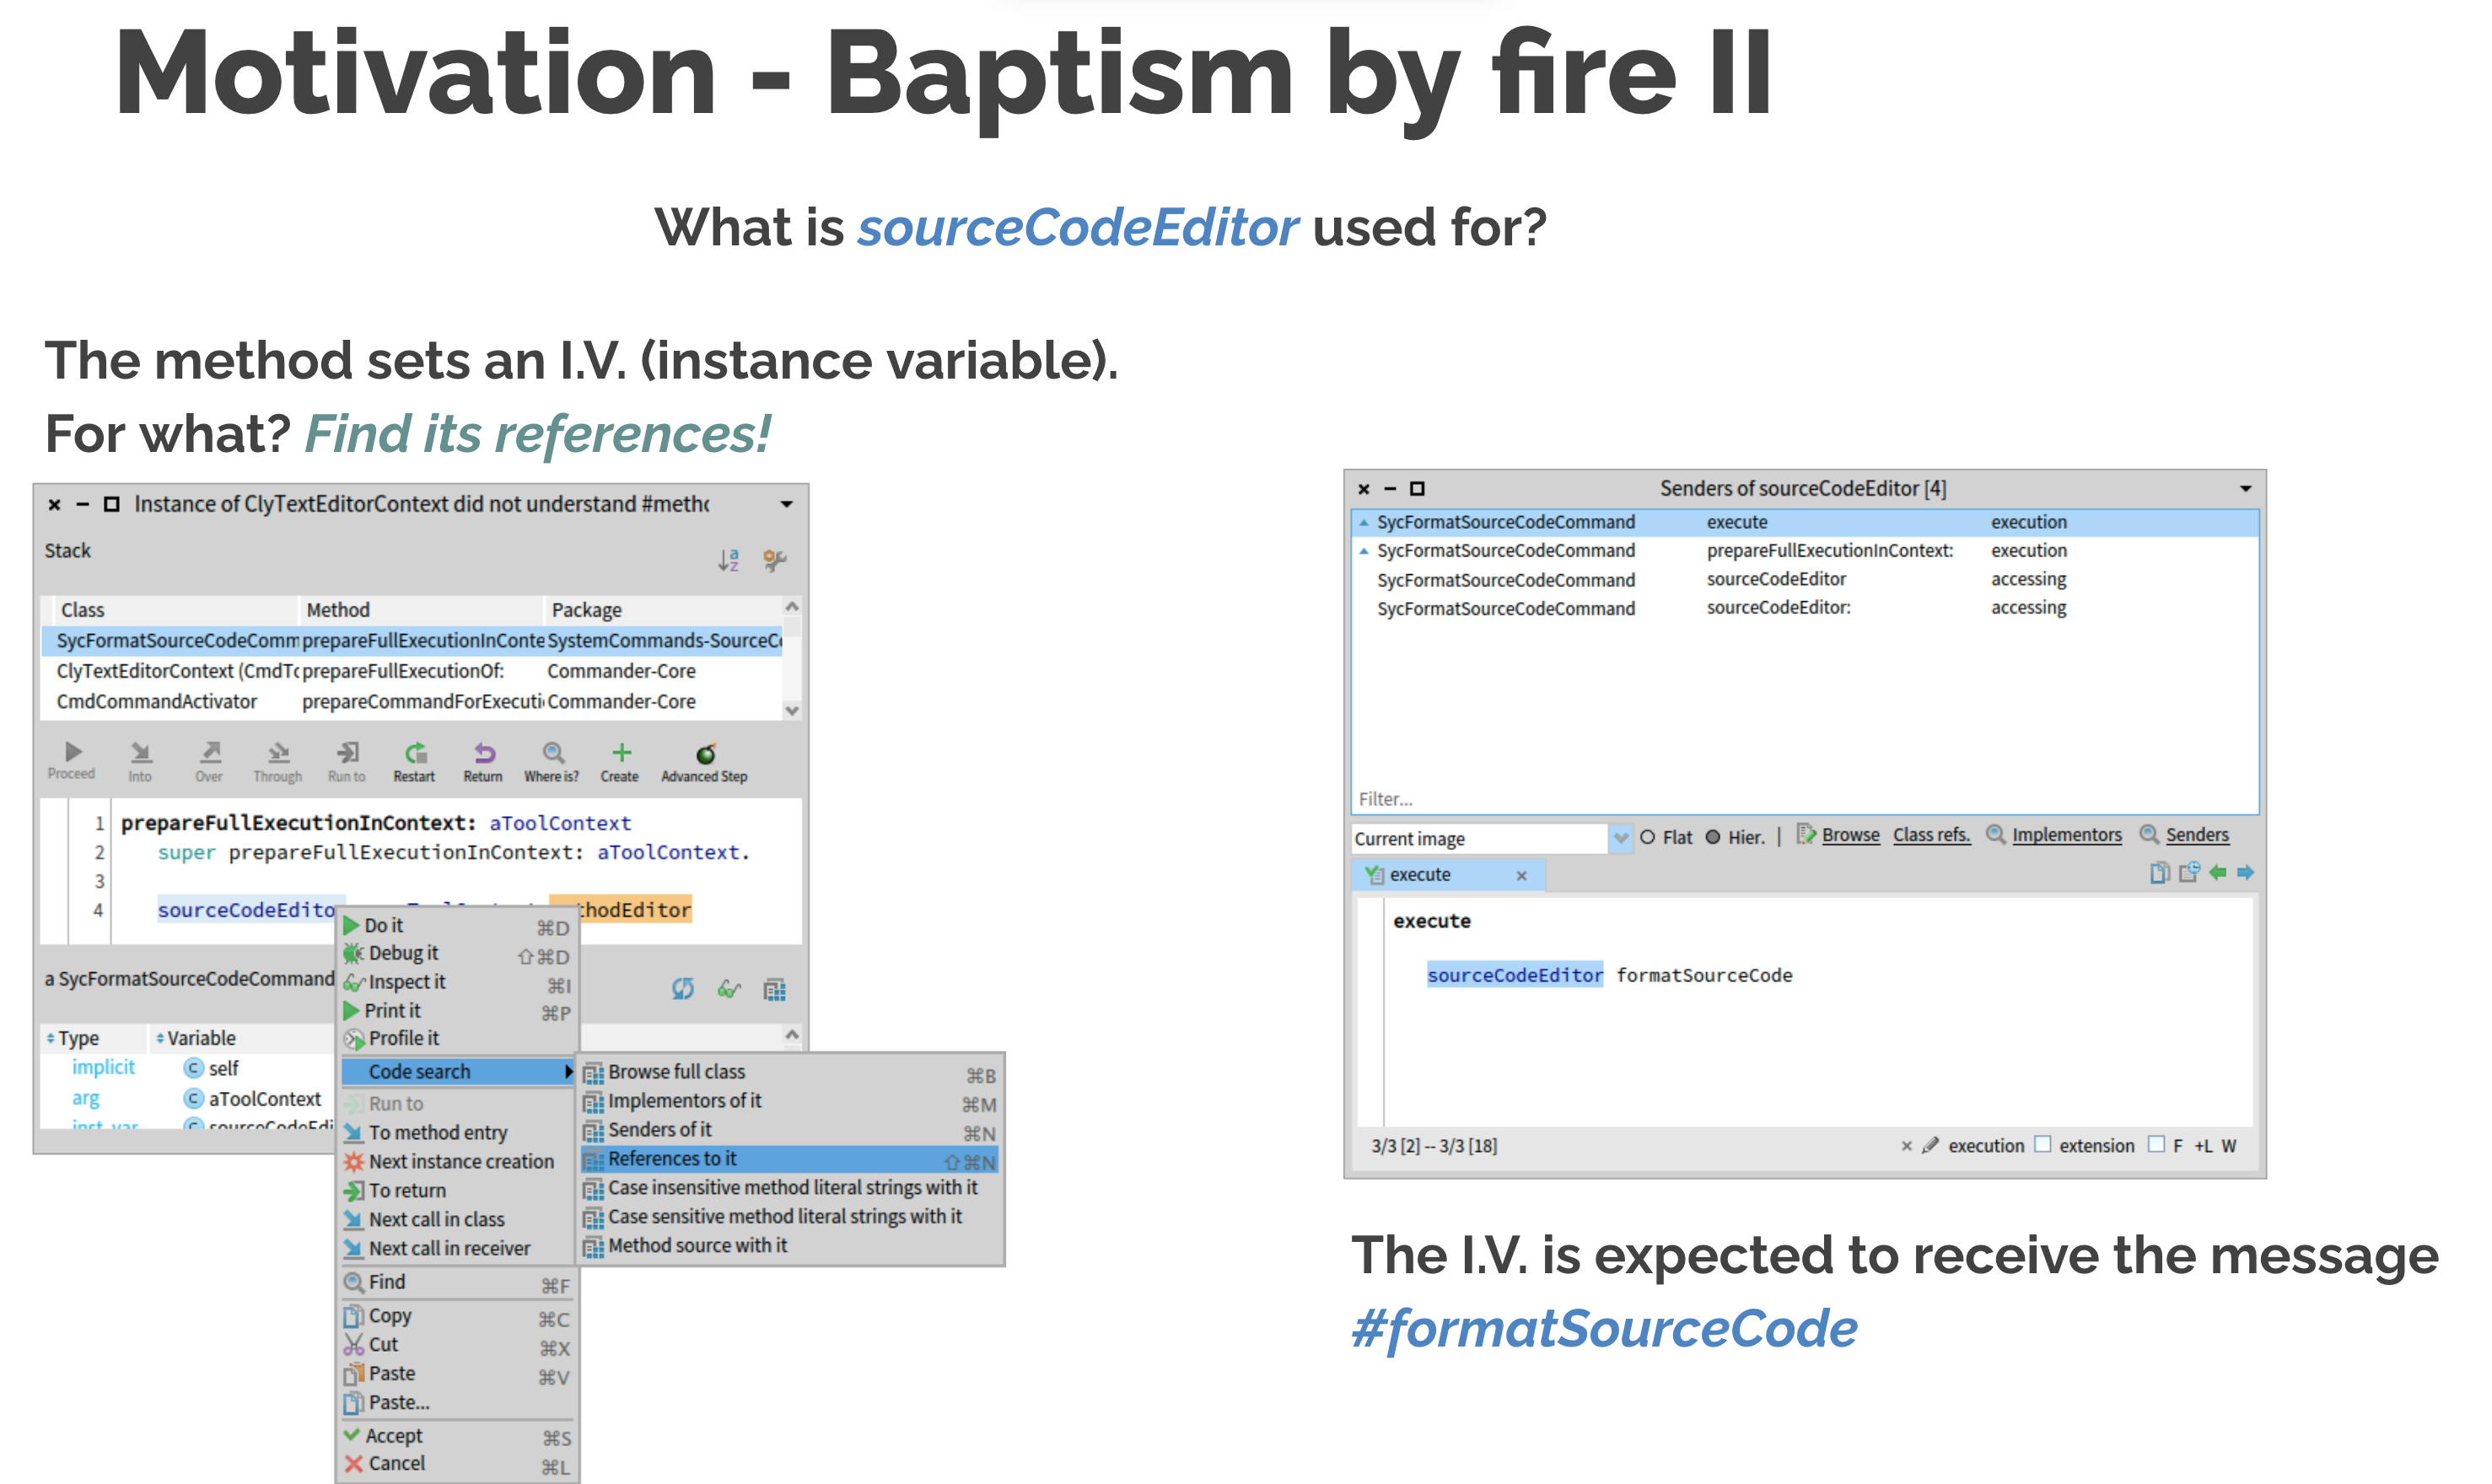 Motivation - Baptism by fire II
What is sourceCodeEditor used for?
The method sets an I.V. (instance variable).
For what? Find its references!
Instance of ClyTextEditorContext did not understand #metho
Stack
Class Method Package
SycFormatSourceCodeComm prepareFullExecutionInConte SystemCommands-SourceCo
ClyTextEditorContext (CmdTo prepareFullExecutionOf: Commander-Core
CmdCommandActivator prepareCommandForExecuti Commander-Core
Proceed Into Over Through Run to Restart Return Where is? Create Advanced Step
1 prepareFullExecutionInContext: aToolContext
2 super prepareFullExecutionInContext: aToolContext.
3
4 sourceCodeEdito thodEditor
a SycFormatSourceCodeCommand
Type Variable
implicit C self
arg C aToolContext
inst var C sourceCodeEdi
Do it ⌘D
Debug it ⇧⌘D
Inspect it ⌘I
Print it ⌘P
Profile it
Code search
Run to
To method entry
Next instance creation
To return
Next call in class
Next call in receiver
Find ⌘F
Copy ⌘C
Cut ⌘X
Paste ⌘V
Paste...
Accept ⌘S
Cancel ⌘L
Browse full class ⌘B
Implementors of it ⌘M
Senders of it ⌘N
References to it ⇧⌘N
Case insensitive method literal strings with it
Case sensitive method literal strings with it
Method source with it
Senders of sourceCodeEditor [4]
SycFormatSourceCodeCommand execute execution
SycFormatSourceCodeCommand prepareFullExecutionInContext: execution
SycFormatSourceCodeCommand sourceCodeEditor accessing
SycFormatSourceCodeCommand sourceCodeEditor: accessing
Filter...
Current image Flat Hier. | Browse Class refs. Implementors Senders
execute ×
execute
sourceCodeEditor formatSourceCode
3/3 [2] -- 3/3 [18] × execution extension F +L W
The I.V. is expected to receive the message
#formatSourceCode